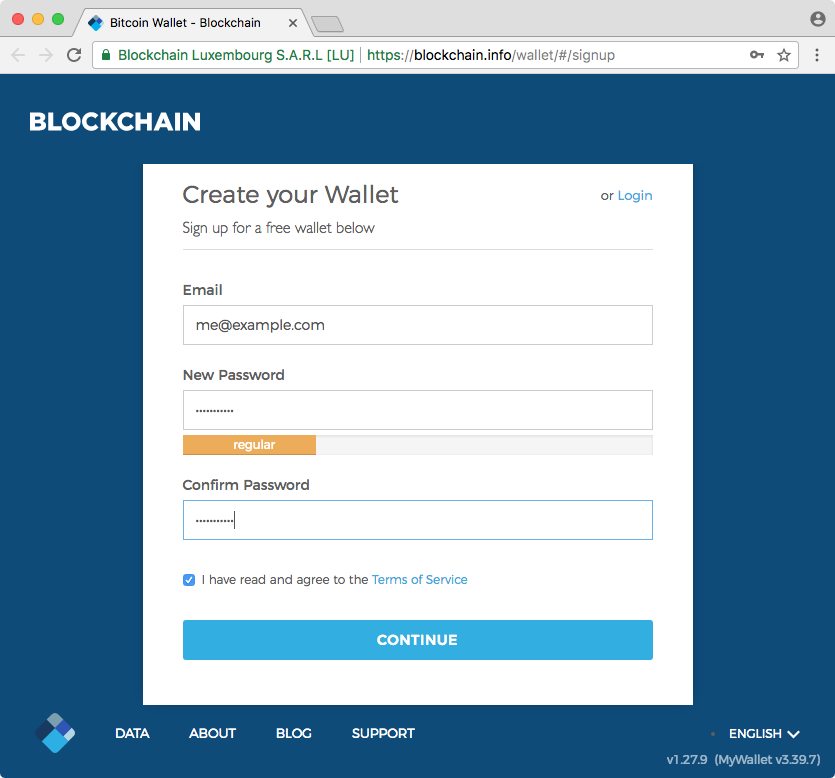 Bitcoin Wallet - Blockchain
Blockchain Luxembourg S.A.R.L [LU] https://blockchain.info/wallet/#/signup
BLOCKCHAIN
Create your Wallet
or Login
Sign up for a free wallet below
Email
me@example.com
New Password
regular
Confirm Password
I have read and agree to the Terms of Service
CONTINUE
DATA ABOUT BLOG SUPPORT ENGLISH
v1.27.9 (MyWallet v3.39.7)